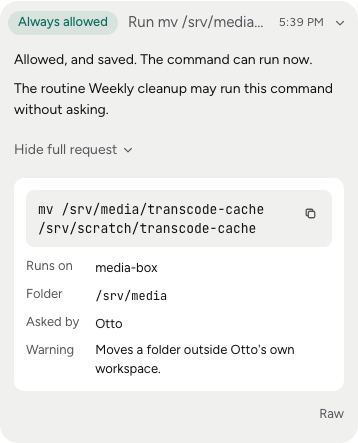 Always allowed Run mv /srv/media... 5:39 PM
Allowed, and saved. The command can run now.
The routine Weekly cleanup may run this command
without asking.
Hide full request
mv /srv/media/transcode-cache
/srv/scratch/transcode-cache
Runs on media-box
Folder /srv/media
Asked by Otto
Warning Moves a folder outside Otto's own
workspace.
Raw